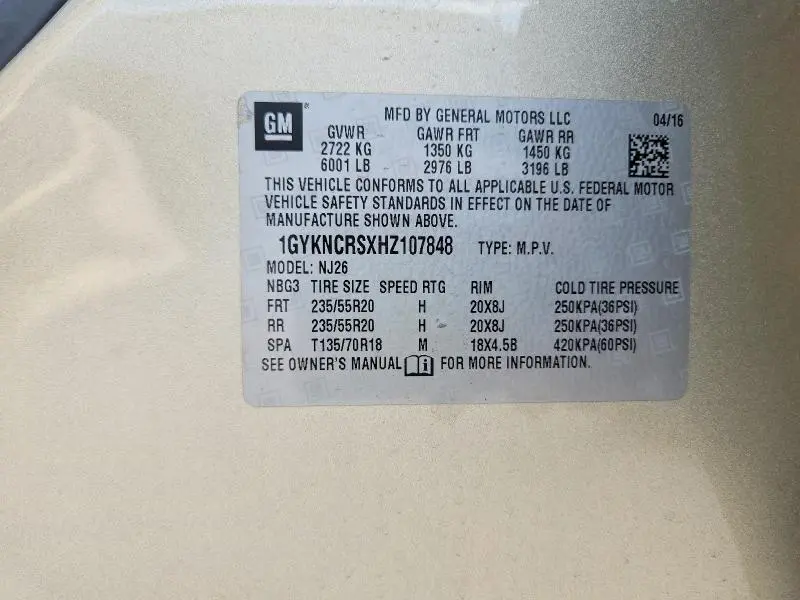 GM ®
MFD BY GENERAL MOTORS LLC 04/16
GVWR GAWR FRT GAWR RR
2722 KG 1350 KG 1450 KG
6001 LB 2976 LB 3196 LB
THIS VEHICLE CONFORMS TO ALL APPLICABLE U.S. FEDERAL MOTOR
VEHICLE SAFETY STANDARDS IN EFFECT ON THE DATE OF
MANUFACTURE SHOWN ABOVE.
1GYKNCRSXHZ107848 TYPE: M.P.V.
MODEL: NJ26
NBG3 TIRE SIZE SPEED RTG RIM COLD TIRE PRESSURE
FRT 235/55R20 H 20X8J 250KPA(36PSI)
RR 235/55R20 H 20X8J 250KPA(36PSI)
SPA T135/70R18 M 18X4.5B 420KPA(60PSI)
SEE OWNER'S MANUAL i FOR MORE INFORMATION.